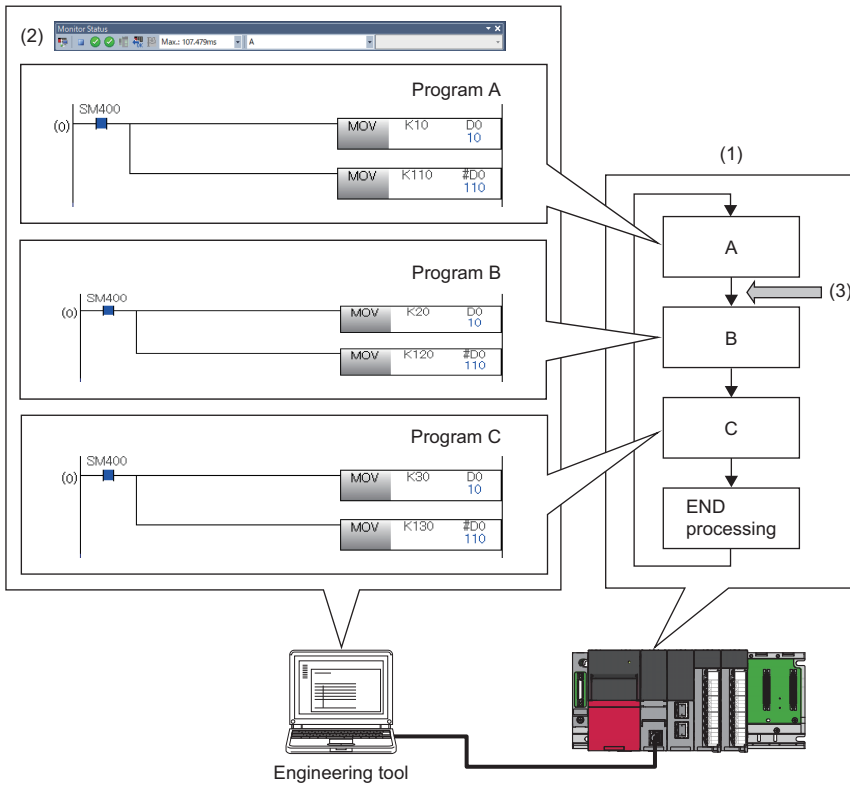 (2)
Monitor Status
Max.: 107.479ms
A
Program A
SM400
(0)
MOV K10 D0
10
MOV K110 #D0
110
Program B
SM400
(0)
MOV K20 D0
10
MOV K120 #D0
110
Program C
SM400
(0)
MOV K30 D0
10
MOV K130 #D0
110
(1)
A
(3)
B
C
END
processing
Engineering tool